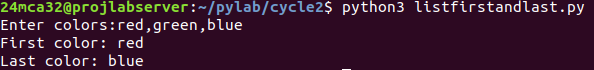 24mca32@projlabserver:~/pylab/cycle2$ python3 listfirstandlast.py
Enter colors:red,green,blue
First color: red
Last color: blue